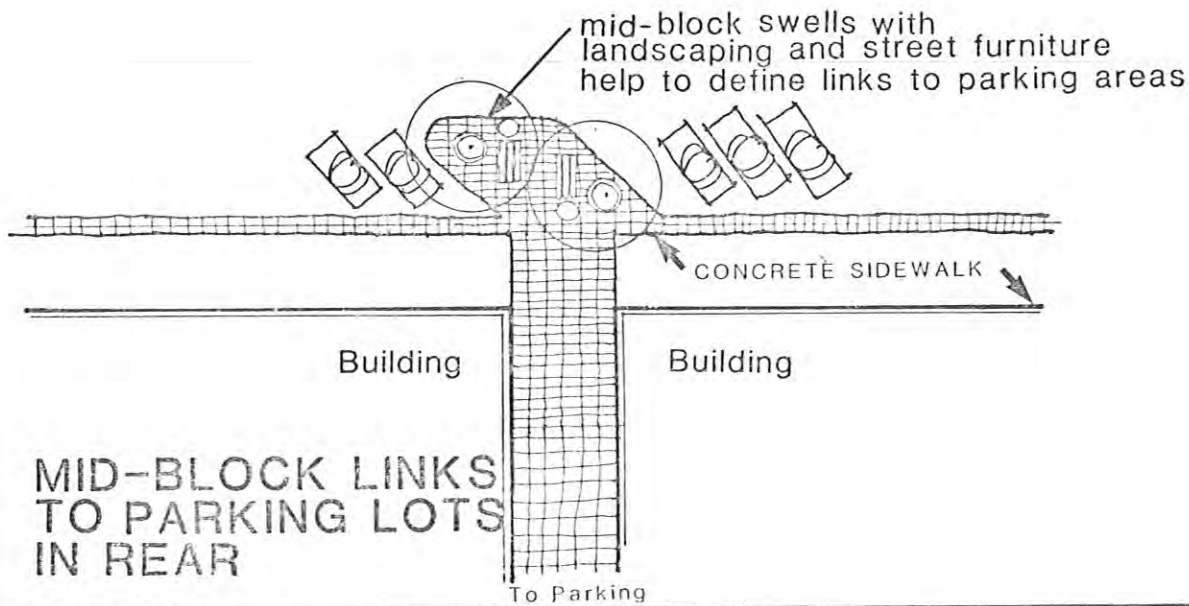 mid-block swells with
landscaping and street furniture
help to define links to parking areas
CONCRETE SIDEWALK
Building
Building
MID-BLOCK LINKS
TO PARKING LOTS
IN REAR
To Parking